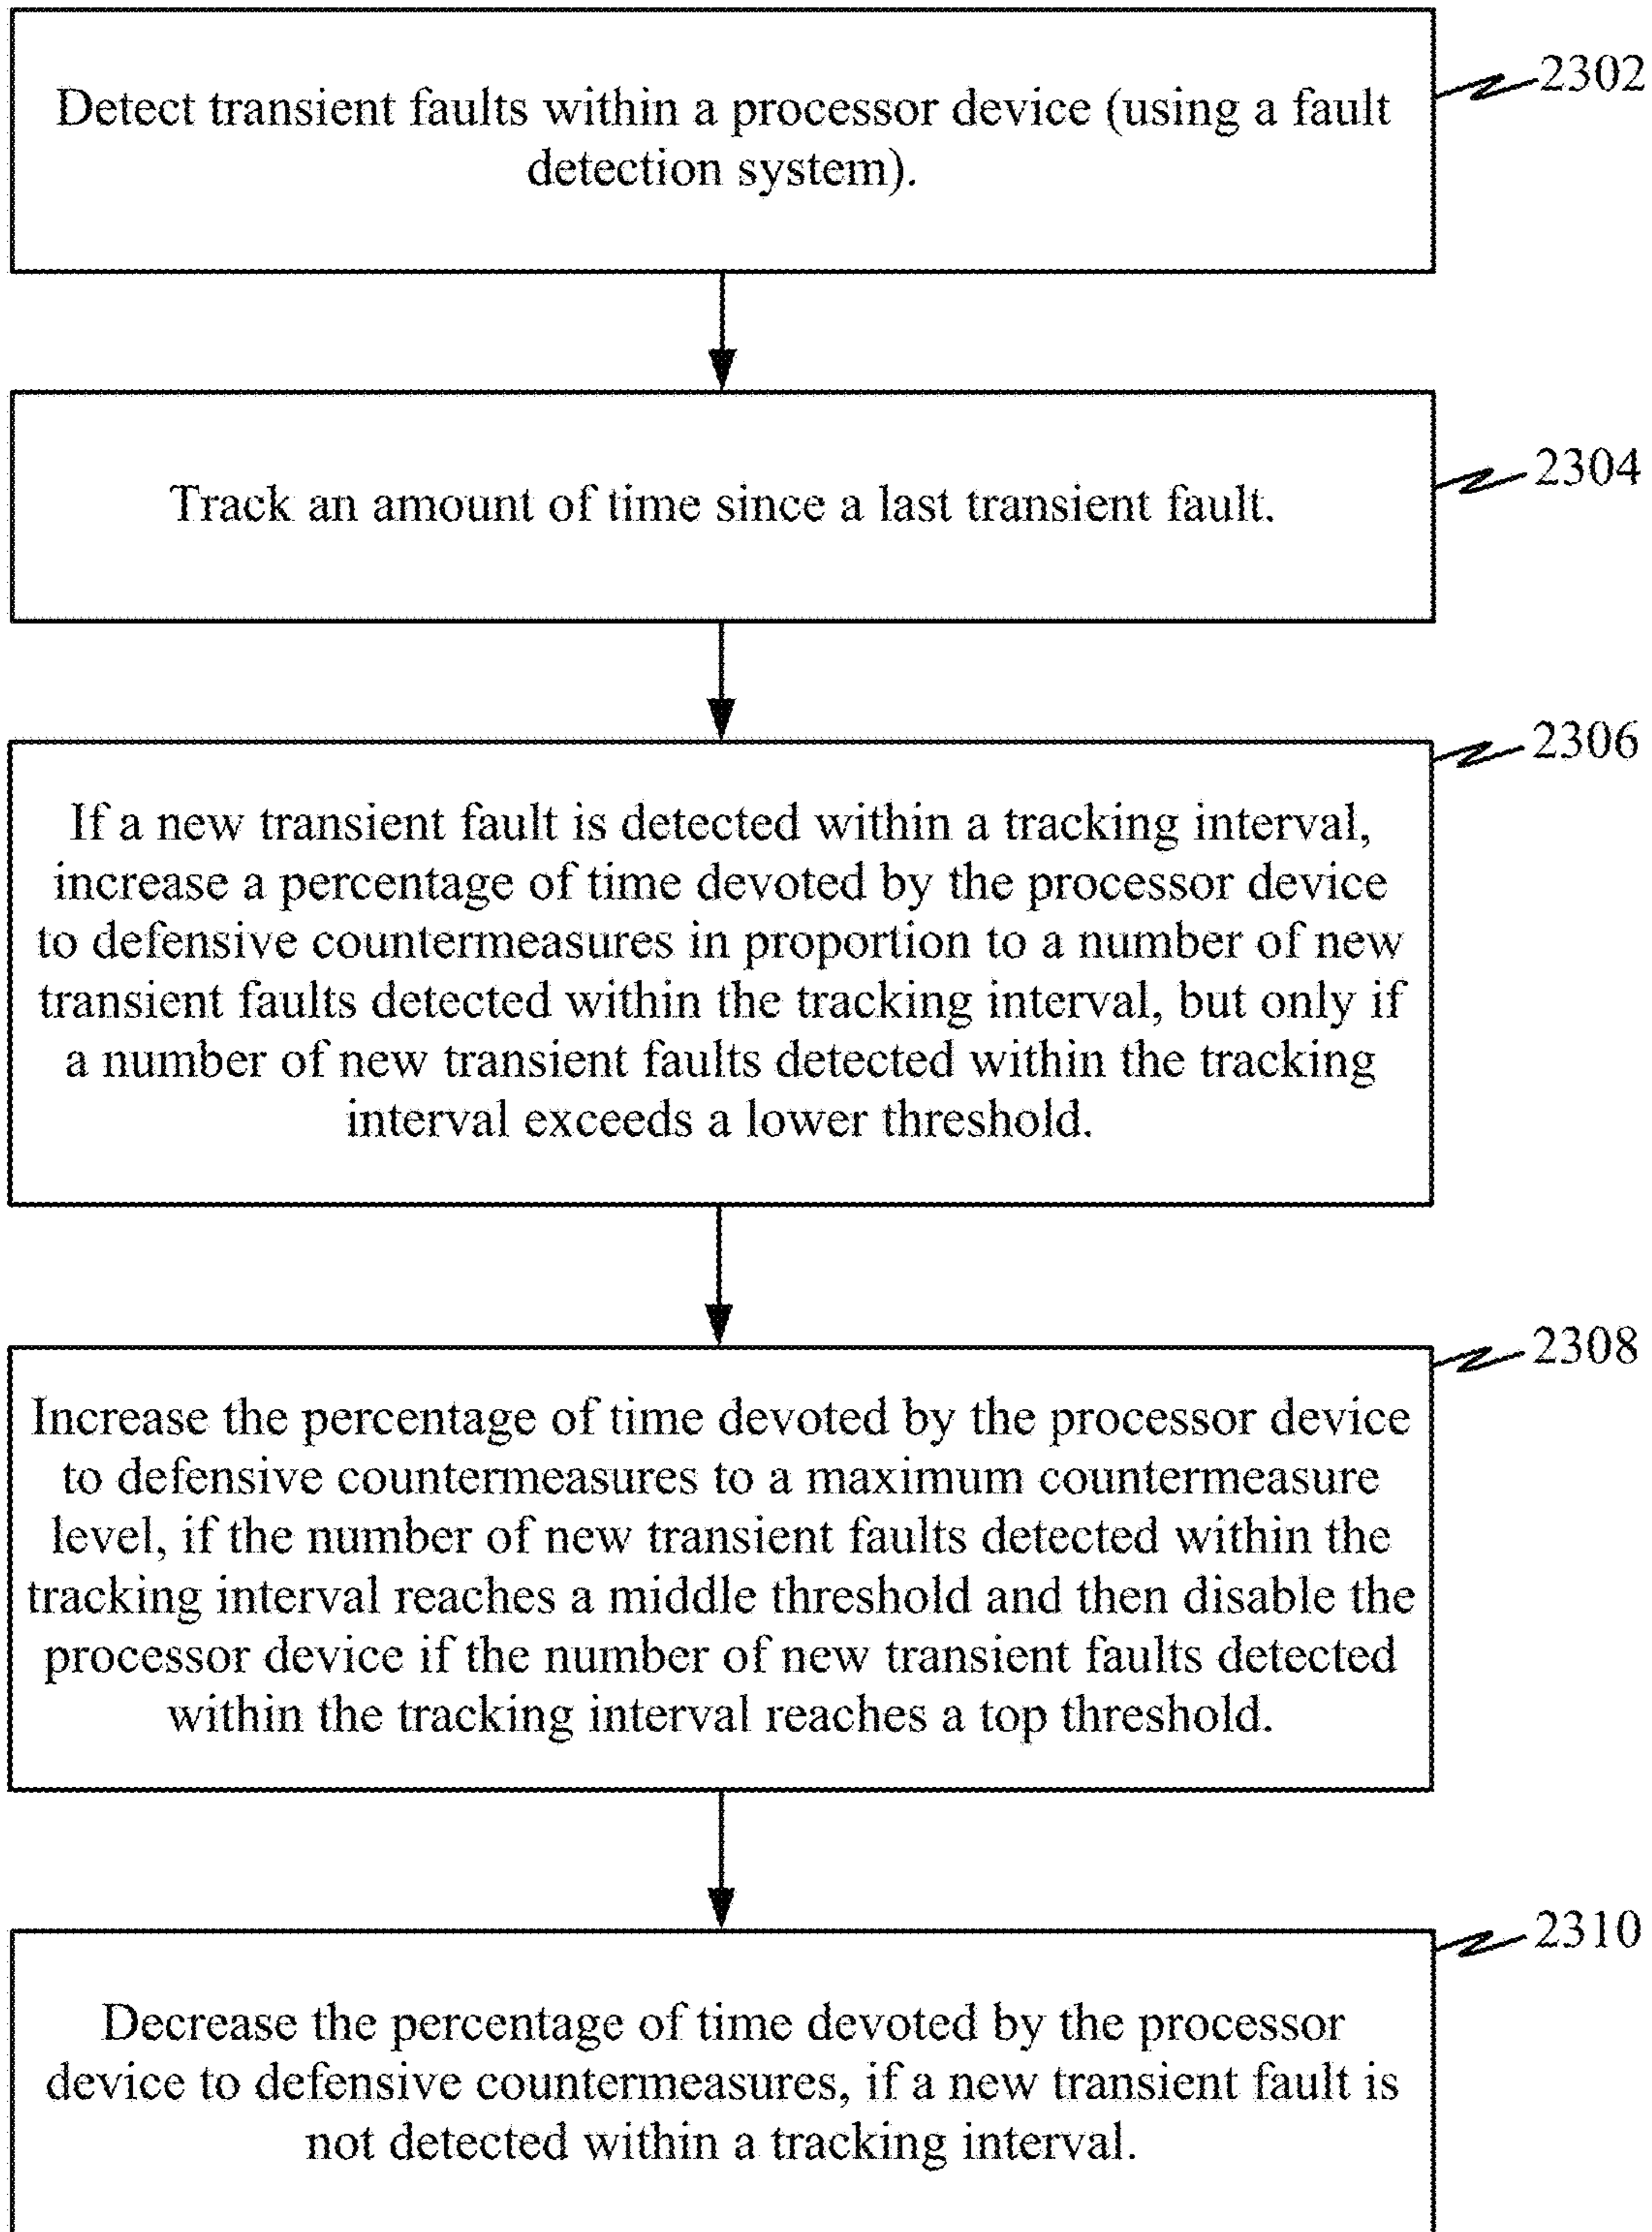 2302
Detect transient faults within a processor device (using a fault
detection system).
2304
Track an amount of time since a last transient fault.
2306
If a new transient fault is detected within a tracking interval,
increase a percentage of time devoted by the processor device
to defensive countermeasures in proportion to a number of new
transient faults detected within the tracking interval, but only if
a number of new transient faults detected within the tracking
interval exceeds a lower threshold.
2308
Increase the percentage of time devoted by the processor device
to defensive countermeasures to a maximum countermeasure
level, if the number of new transient faults detected within the
tracking interval reaches a middle threshold and then disable the
processor device if the number of new transient faults detected
within the tracking interval reaches a top threshold.
2310
Decrease the percentage of time devoted by the processor
device to defensive countermeasures, if a new transient fault is
not detected within a tracking interval.